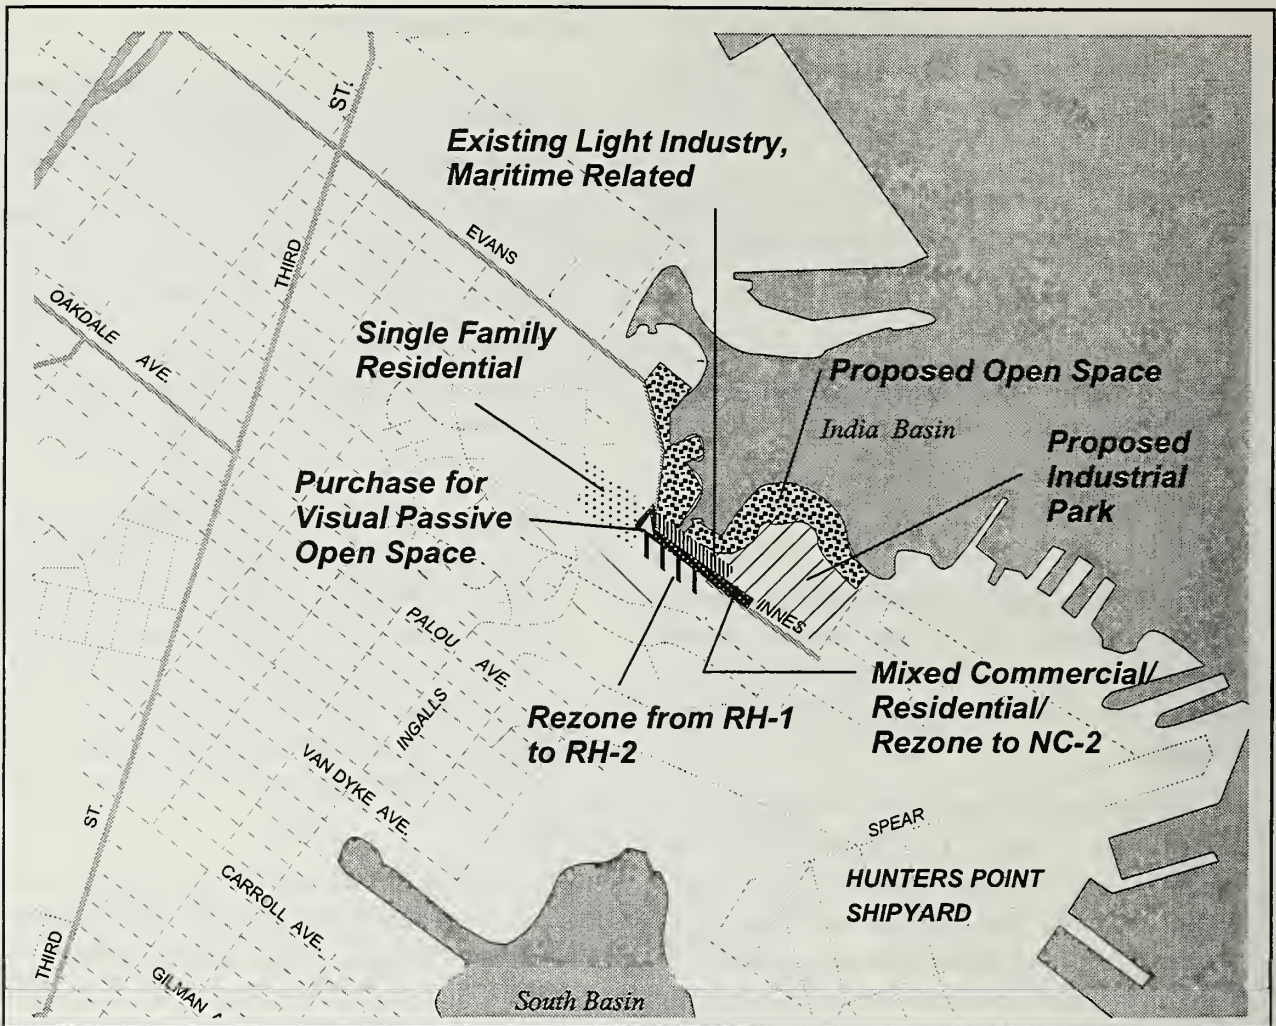 ST.
Existing Light Industry,
Maritime Related
EVANS
THIRD
OAKDALE AVE.
Single Family
Residential
Proposed Open Space
India Basin
Proposed
Industrial
Park
Purchase for
Visual Passive
Open Space
INNES
PALOU AVE.
INGALLS
Rezone from RH-1
to RH-2
Mixed Commercial/
Residential/
Rezone to NC-2
VAN DYKE AVE.
ST.
SPEAR
CARROLL AVE.
HUNTERS POINT
SHIPYARD
THIRD
GILMAN A
South Basin